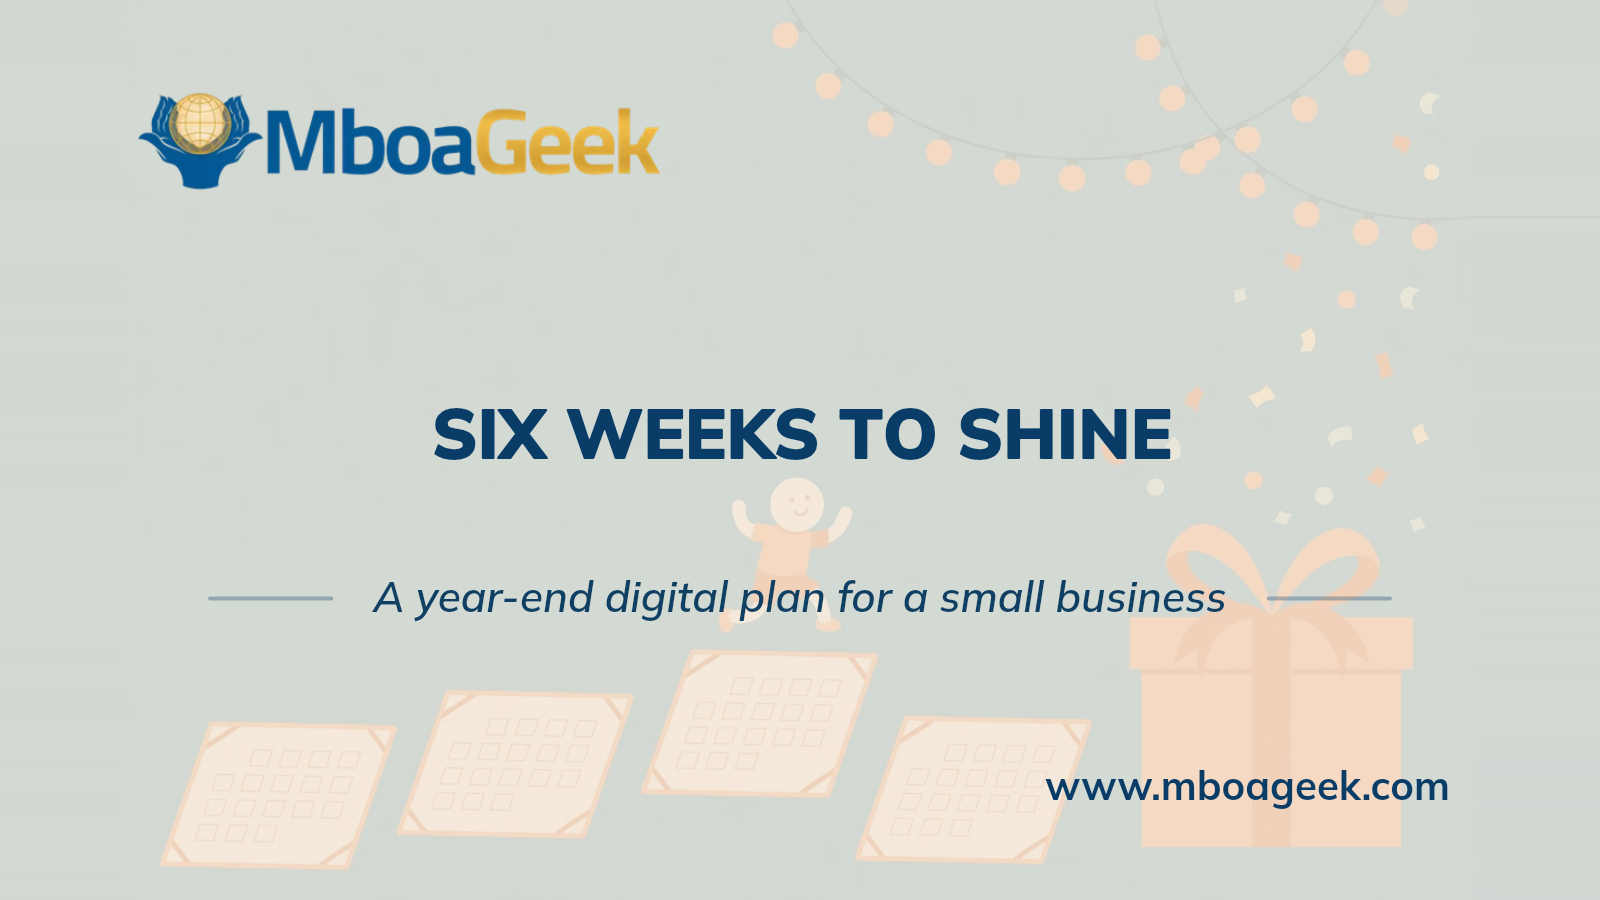 MboaGeek
SIX WEEKS TO SHINE
A year-end digital plan for a small business
www.mboageek.com